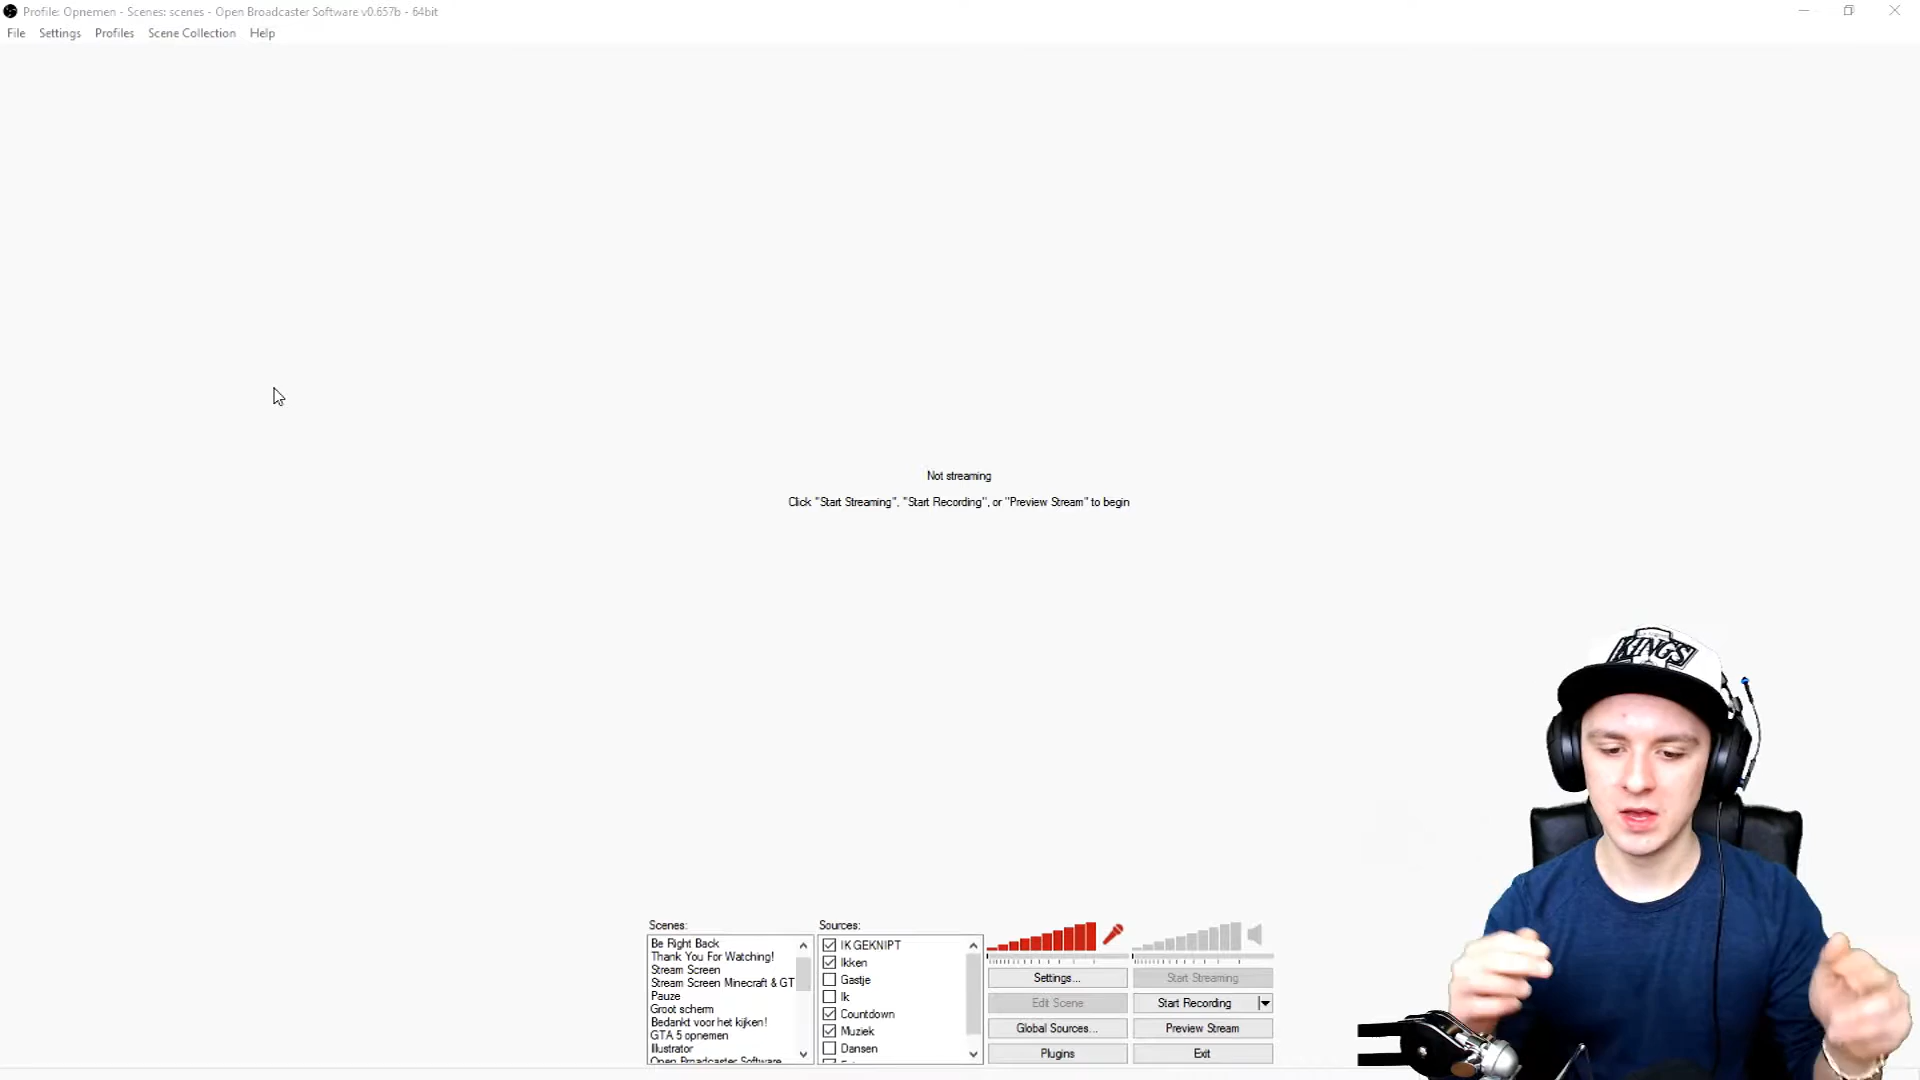 Profile: Opnemen - Scenes: scenes - Open Broadcaster Software v0.657b - 64bit
File Settings Profiles Scene Collection Help
Not streaming
Click "Start Streaming", "Start Recording", or "Preview Stream" to begin
KINGS
Scenes:
Be Right Back
Thank You For Watching!
Stream Screen
Stream Screen Minecraft & GT
Pauze
Groot scherm
Bedankt voor het kijken!
GTA 5 opnemen
Illustrator
Open Broadcaster Software
Sources:
IK GEKNIPT
Ikken
Gastje
Ik
Countdown
Muziek
Dansen
Settings...
Start Streaming
Edit Scene
Start Recording
Global Sources...
Preview Stream
Plugins
Exit